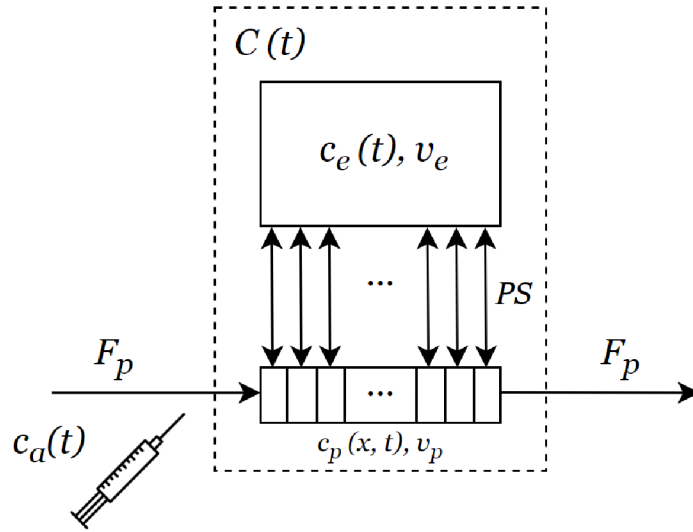 C (t)
c_e (t), v_e
...
PS
F_p
F_p
...
c_a(t)
c_p (x, t), v_p